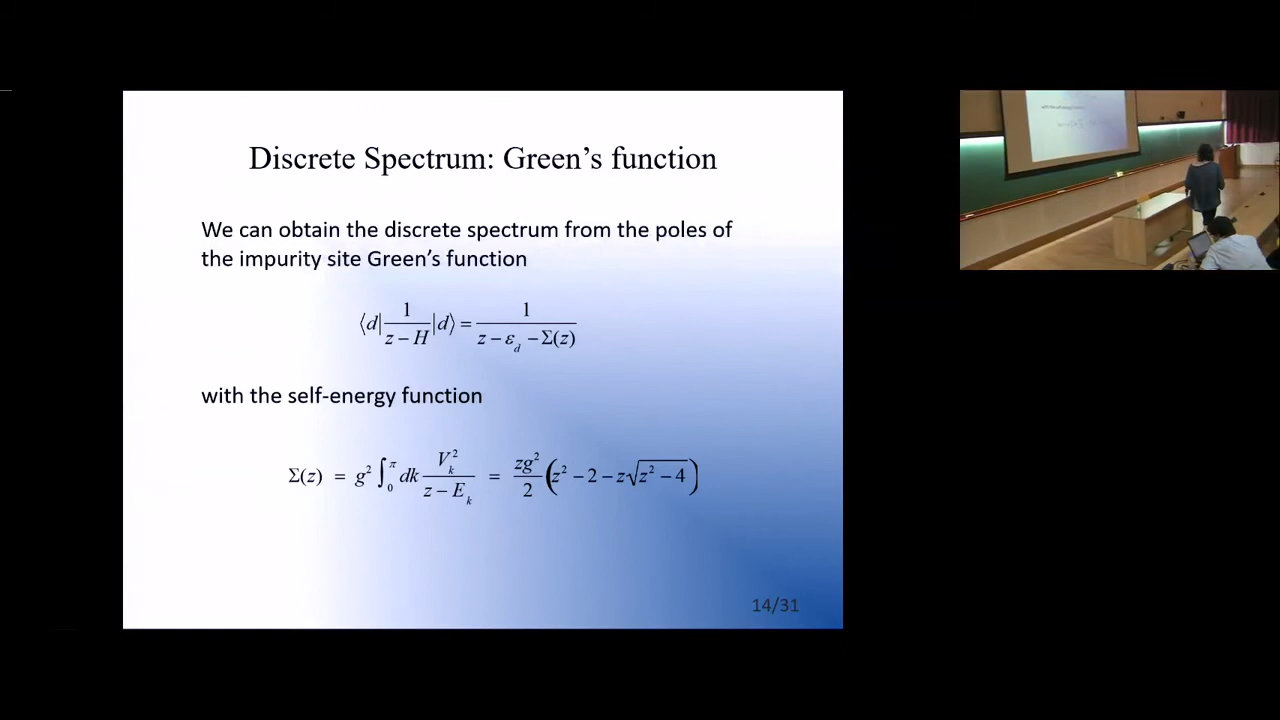 Discrete Spectrum: Green's function
We can obtain the discrete spectrum from the poles of
the impurity site Green's function
⟨d| 1/(z − H) |d⟩ = 1/(z − ε_d − Σ(z))
with the self-energy function
Σ(z) = g² ∫₀^π dk V_k²/(z − E_k) = zg²/2 (z² − 2 − z√(z² − 4))
14/31